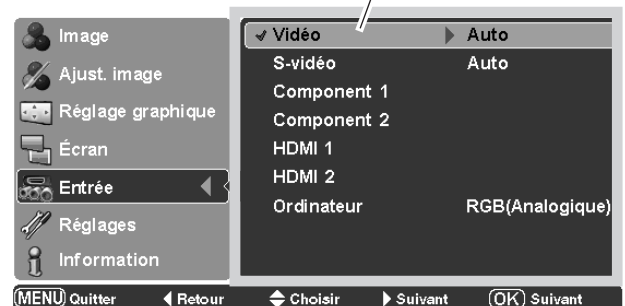 Image
Ajust. image
Réglage graphique
Écran
Entrée
Réglages
Information
Vidéo Auto
S-vidéo Auto
Component 1
Component 2
HDMI 1
HDMI 2
Ordinateur RGB(Analogique)
MENU Quitter Retour Choisir Suivant OK Suivant